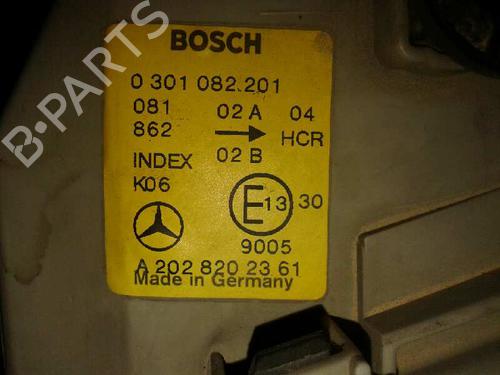 B-PARTS
BOSCH
0 301 082.201
081 02 A 04
862 → HCR
INDEX 02 B
K06
E 13 30
9005
A 202 820 23 61
Made in Germany